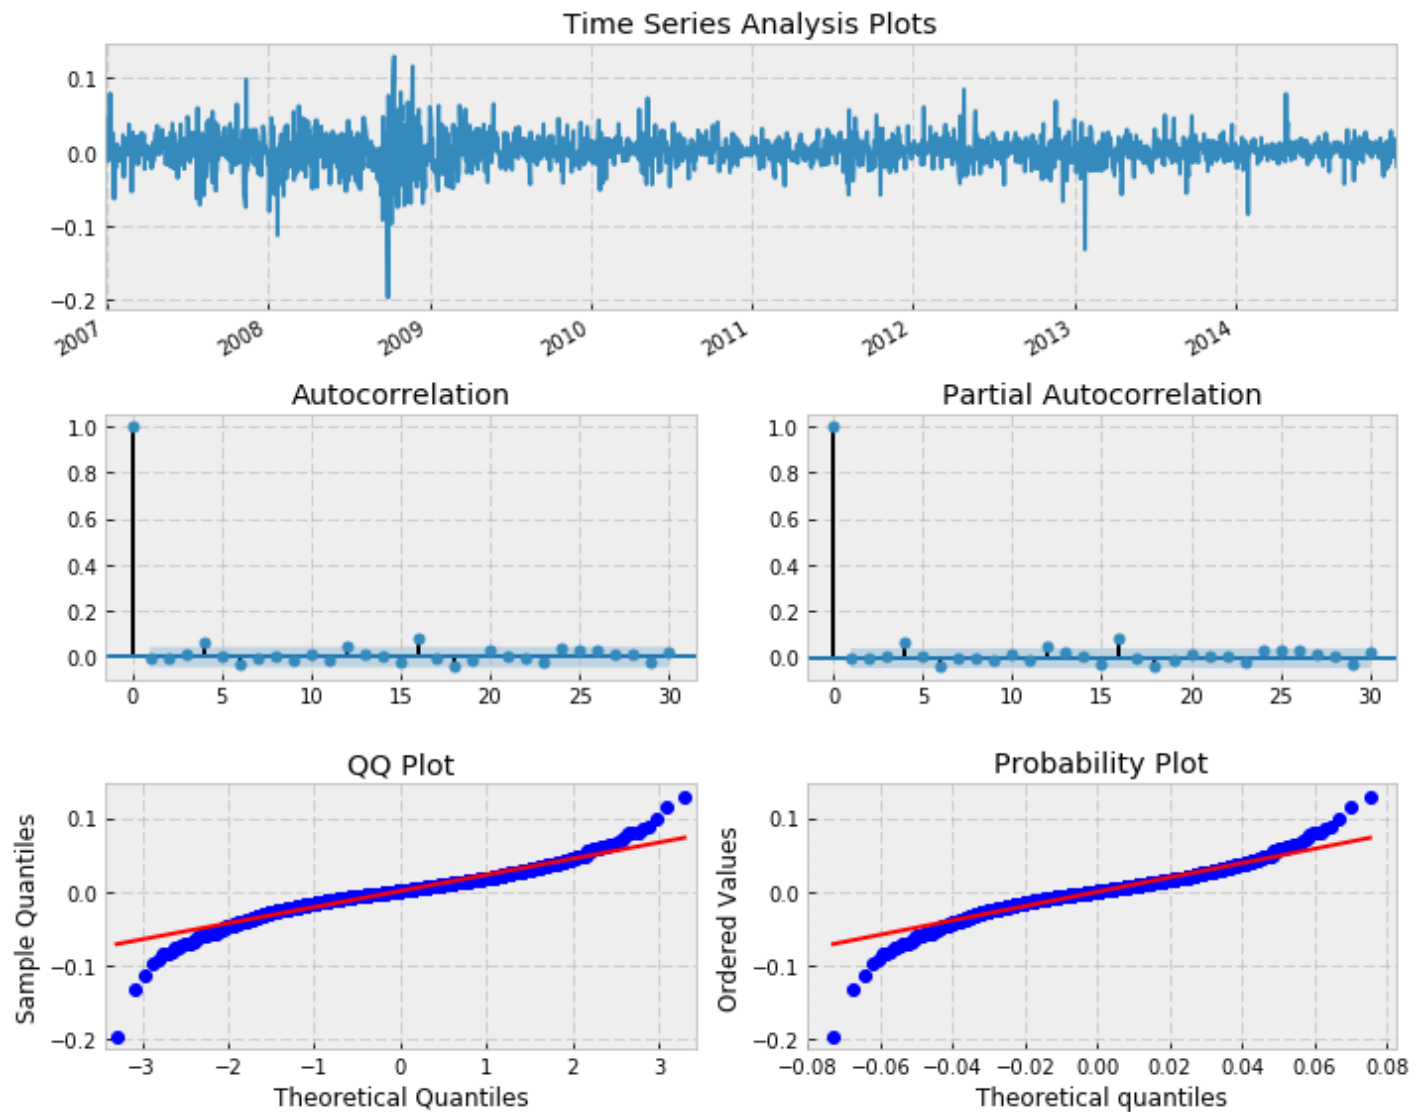 Time Series Analysis Plots
0.1
0.0
−0.1
−0.2
2007 2008 2009 2010 2011 2012 2013 2014
Autocorrelation
1.0
0.8
0.6
0.4
0.2
0.0
0 5 10 15 20 25 30
Partial Autocorrelation
1.0
0.8
0.6
0.4
0.2
0.0
0 5 10 15 20 25 30
QQ Plot
Sample Quantiles
0.1
0.0
−0.1
−0.2
−3 −2 −1 0 1 2 3
Theoretical Quantiles
Probability Plot
Ordered Values
0.1
0.0
−0.1
−0.2
−0.08 −0.06 −0.04 −0.02 0.00 0.02 0.04 0.06 0.08
Theoretical quantiles